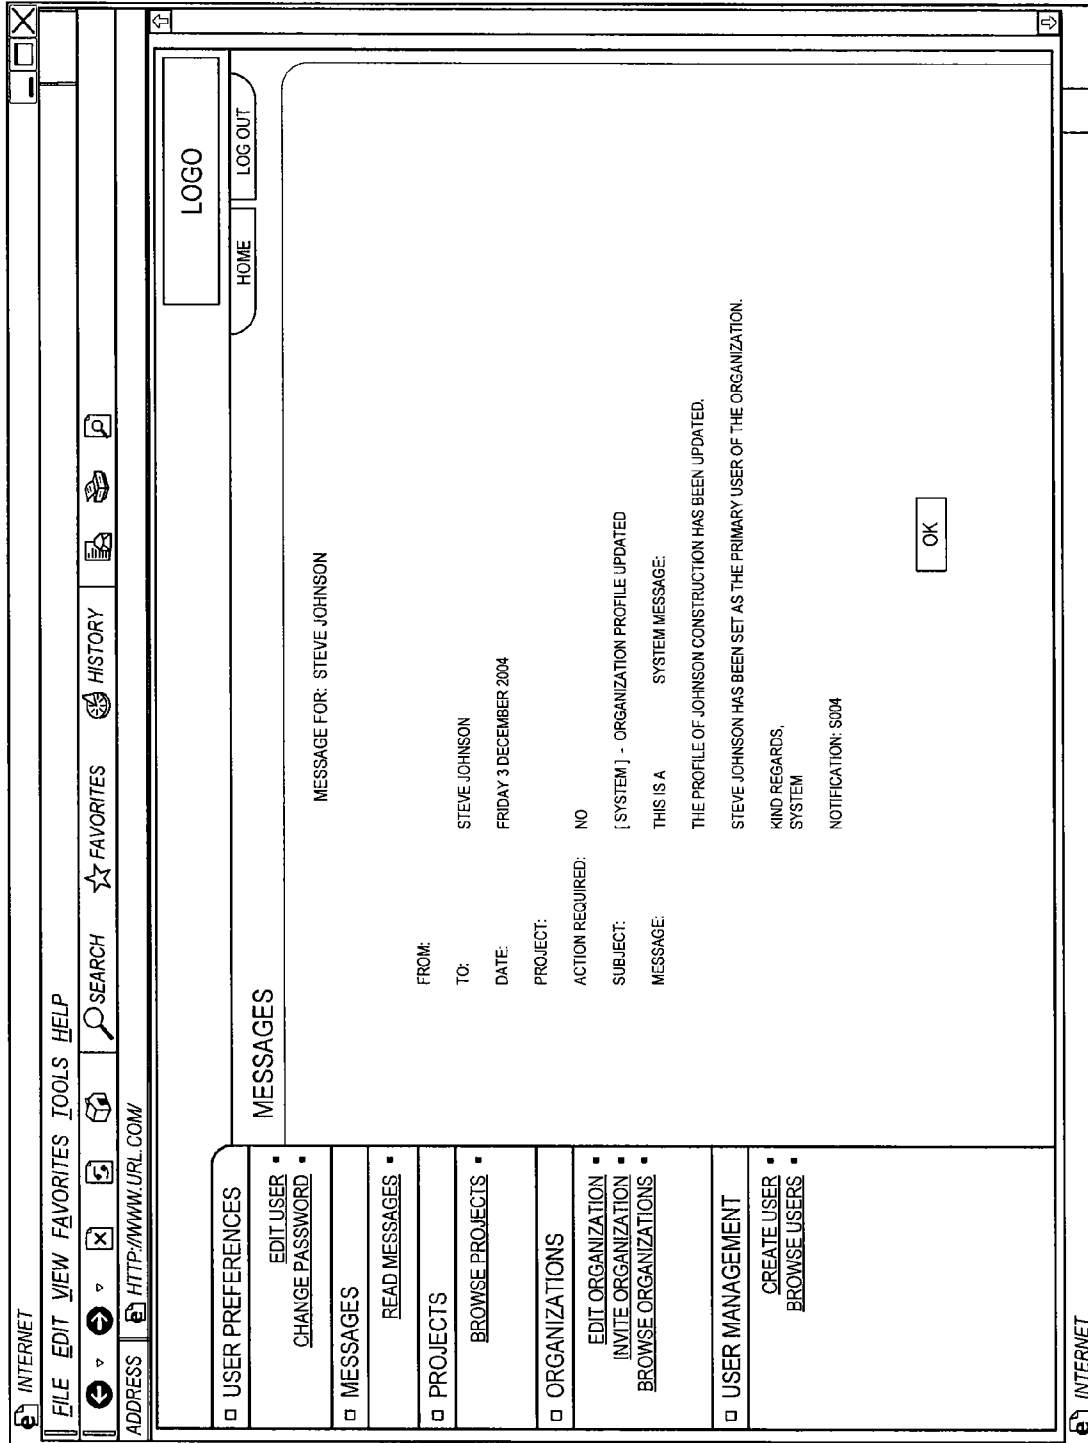 INTERNET
FILE EDIT VIEW FAVORITES TOOLS HELP
SEARCH FAVORITES HISTORY
ADDRESS HTTP://WWW.URL.COM/
LOGO
HOME LOG OUT
USER PREFERENCES
EDIT USER
CHANGE PASSWORD
MESSAGES
READ MESSAGES
PROJECTS
BROWSE PROJECTS
ORGANIZATIONS
EDIT ORGANIZATION
INVITE ORGANIZATION
BROWSE ORGANIZATIONS
USER MANAGEMENT
CREATE USER
BROWSE USERS
MESSAGES
MESSAGE FOR: STEVE JOHNSON
FROM:
TO: STEVE JOHNSON
DATE: FRIDAY 3 DECEMBER 2004
PROJECT:
ACTION REQUIRED: NO
SUBJECT: [ SYSTEM ] - ORGANIZATION PROFILE UPDATED
MESSAGE: THIS IS A SYSTEM MESSAGE:
THE PROFILE OF JOHNSON CONSTRUCTION HAS BEEN UPDATED.
STEVE JOHNSON HAS BEEN SET AS THE PRIMARY USER OF THE ORGANIZATION.
KIND REGARDS,
SYSTEM
NOTIFICATION: S004
OK
INTERNET